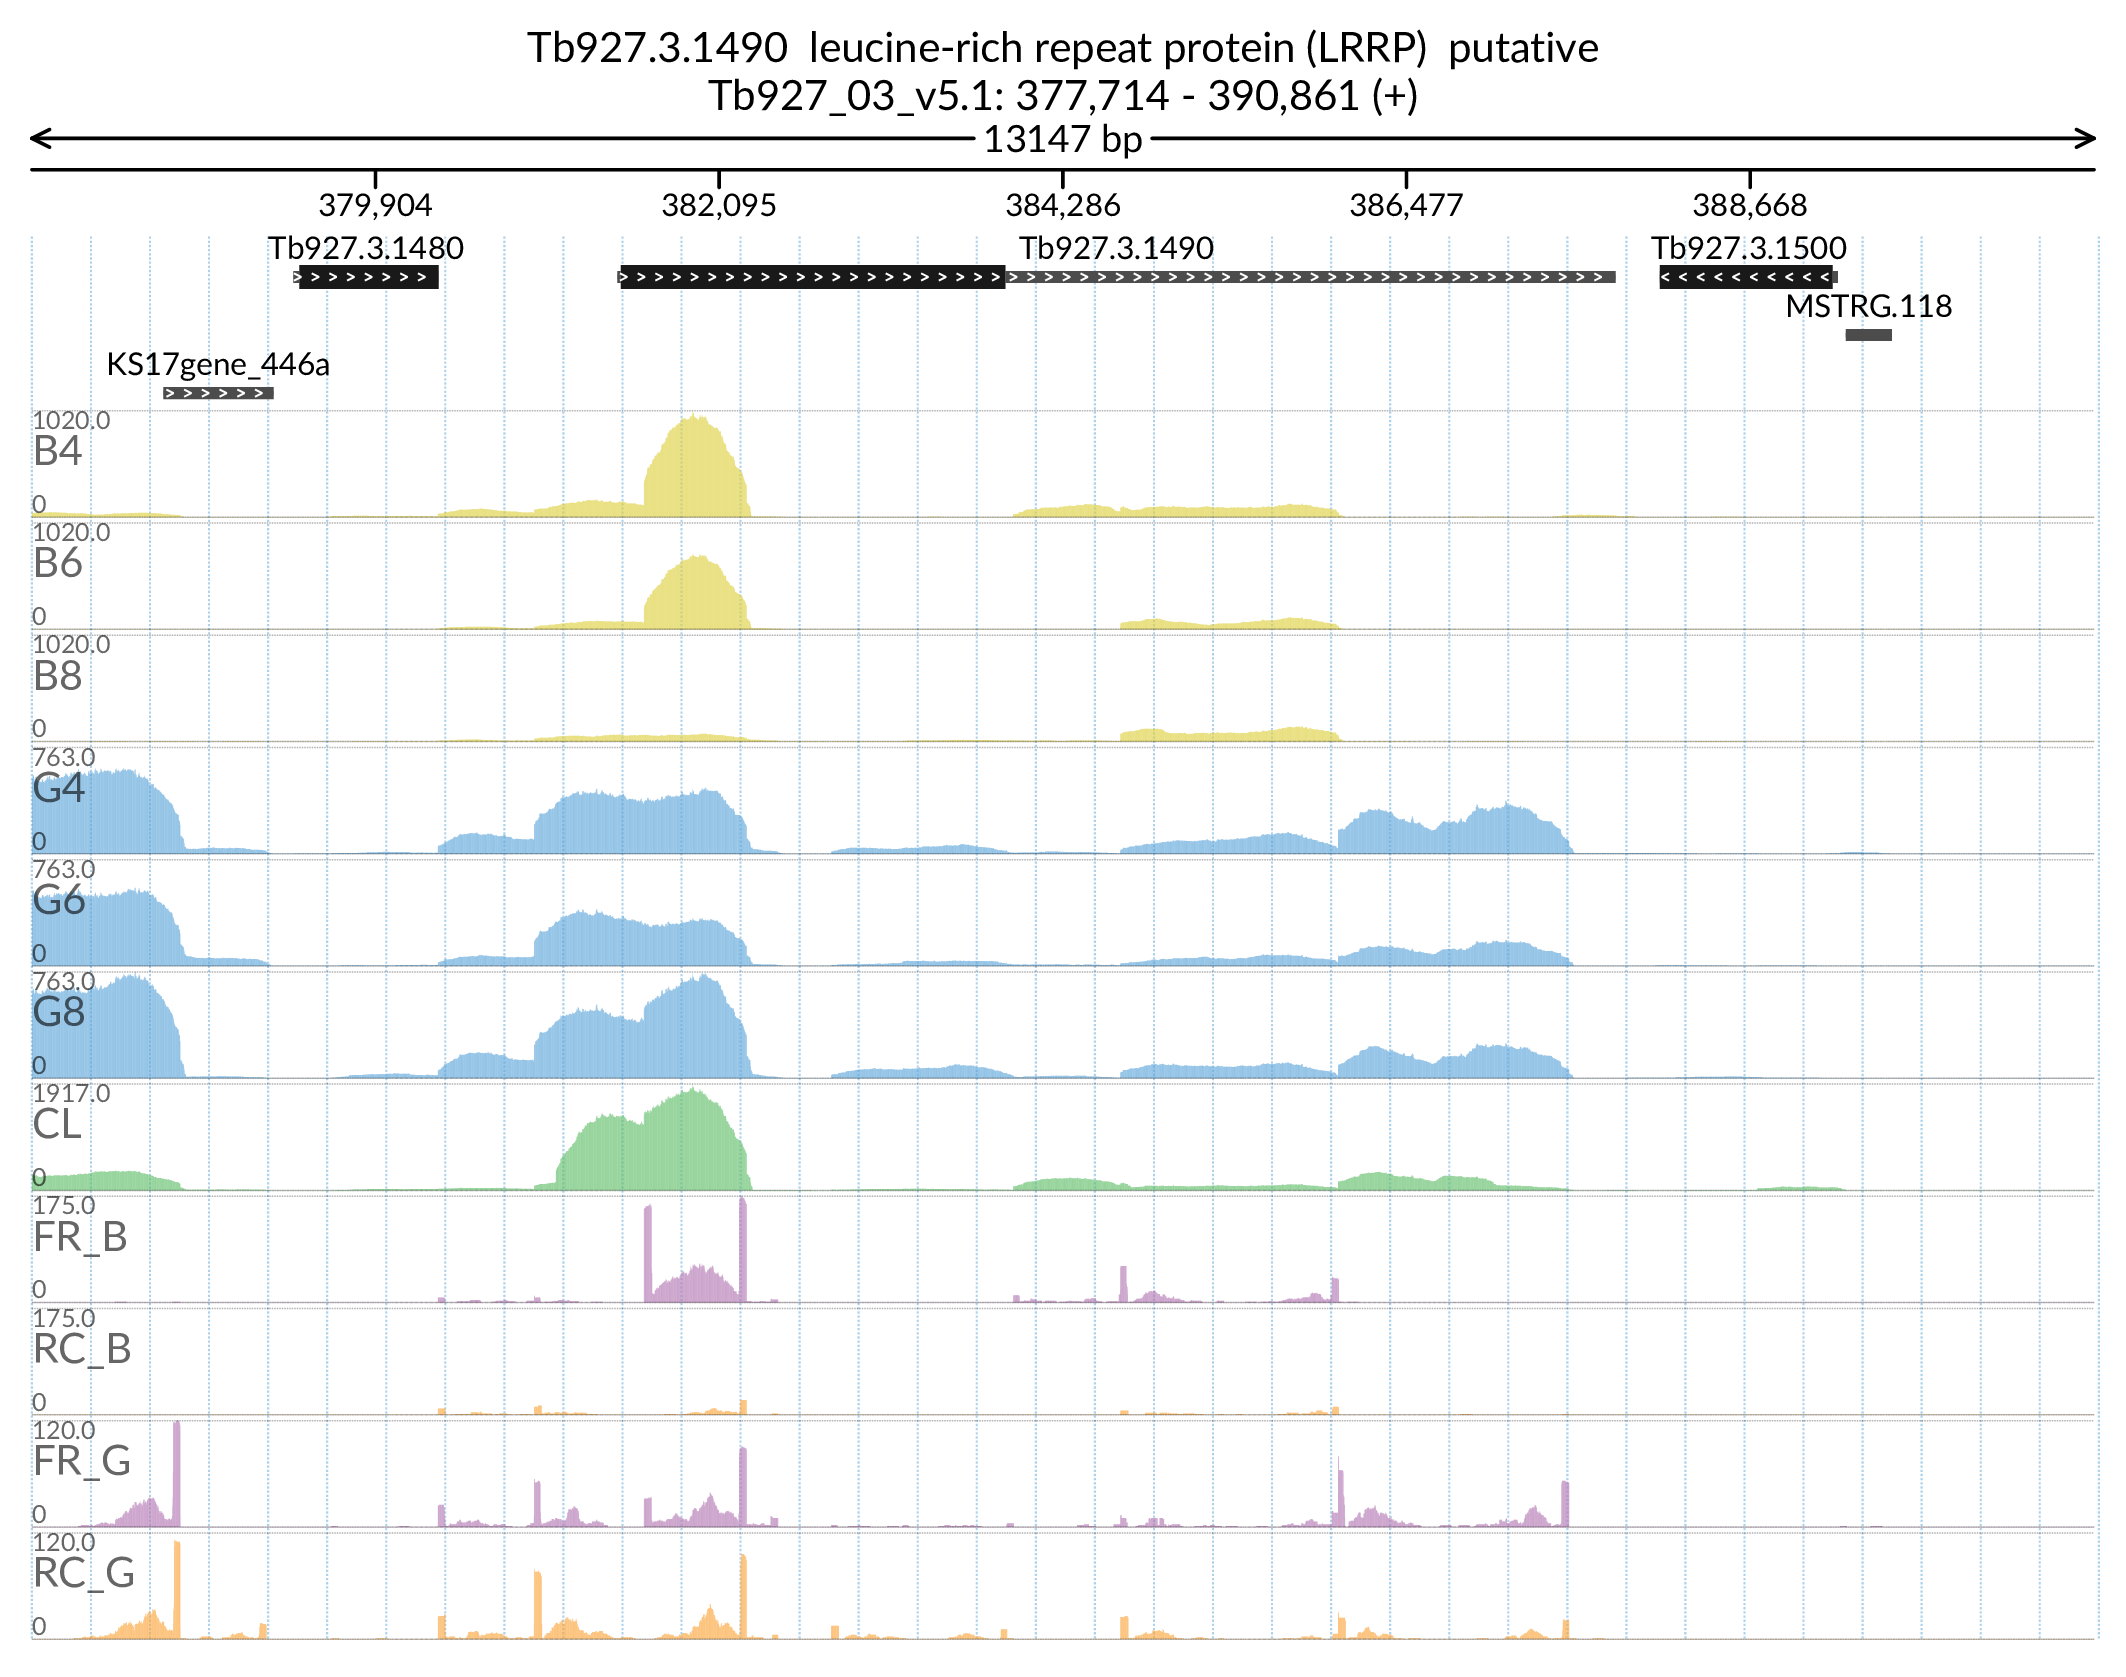 Tb927.3.1490  leucine-rich repeat protein (LRRP)  putative
Tb927_03_v5.1: 377,714 - 390,861 (+)
13147 bp
379,904 382,095 384,286 386,477 388,668
Tb927.3.1480 Tb927.3.1490 Tb927.3.1500
MSTRG.118
KS17gene_446a
1020.0
B4
0
1020.0
B6
0
1020.0
B8
0
763.0
G4
0
763.0
G6
0
763.0
G8
0
1917.0
CL
0
175.0
FR_B
0
175.0
RC_B
0
120.0
FR_G
0
120.0
RC_G
0